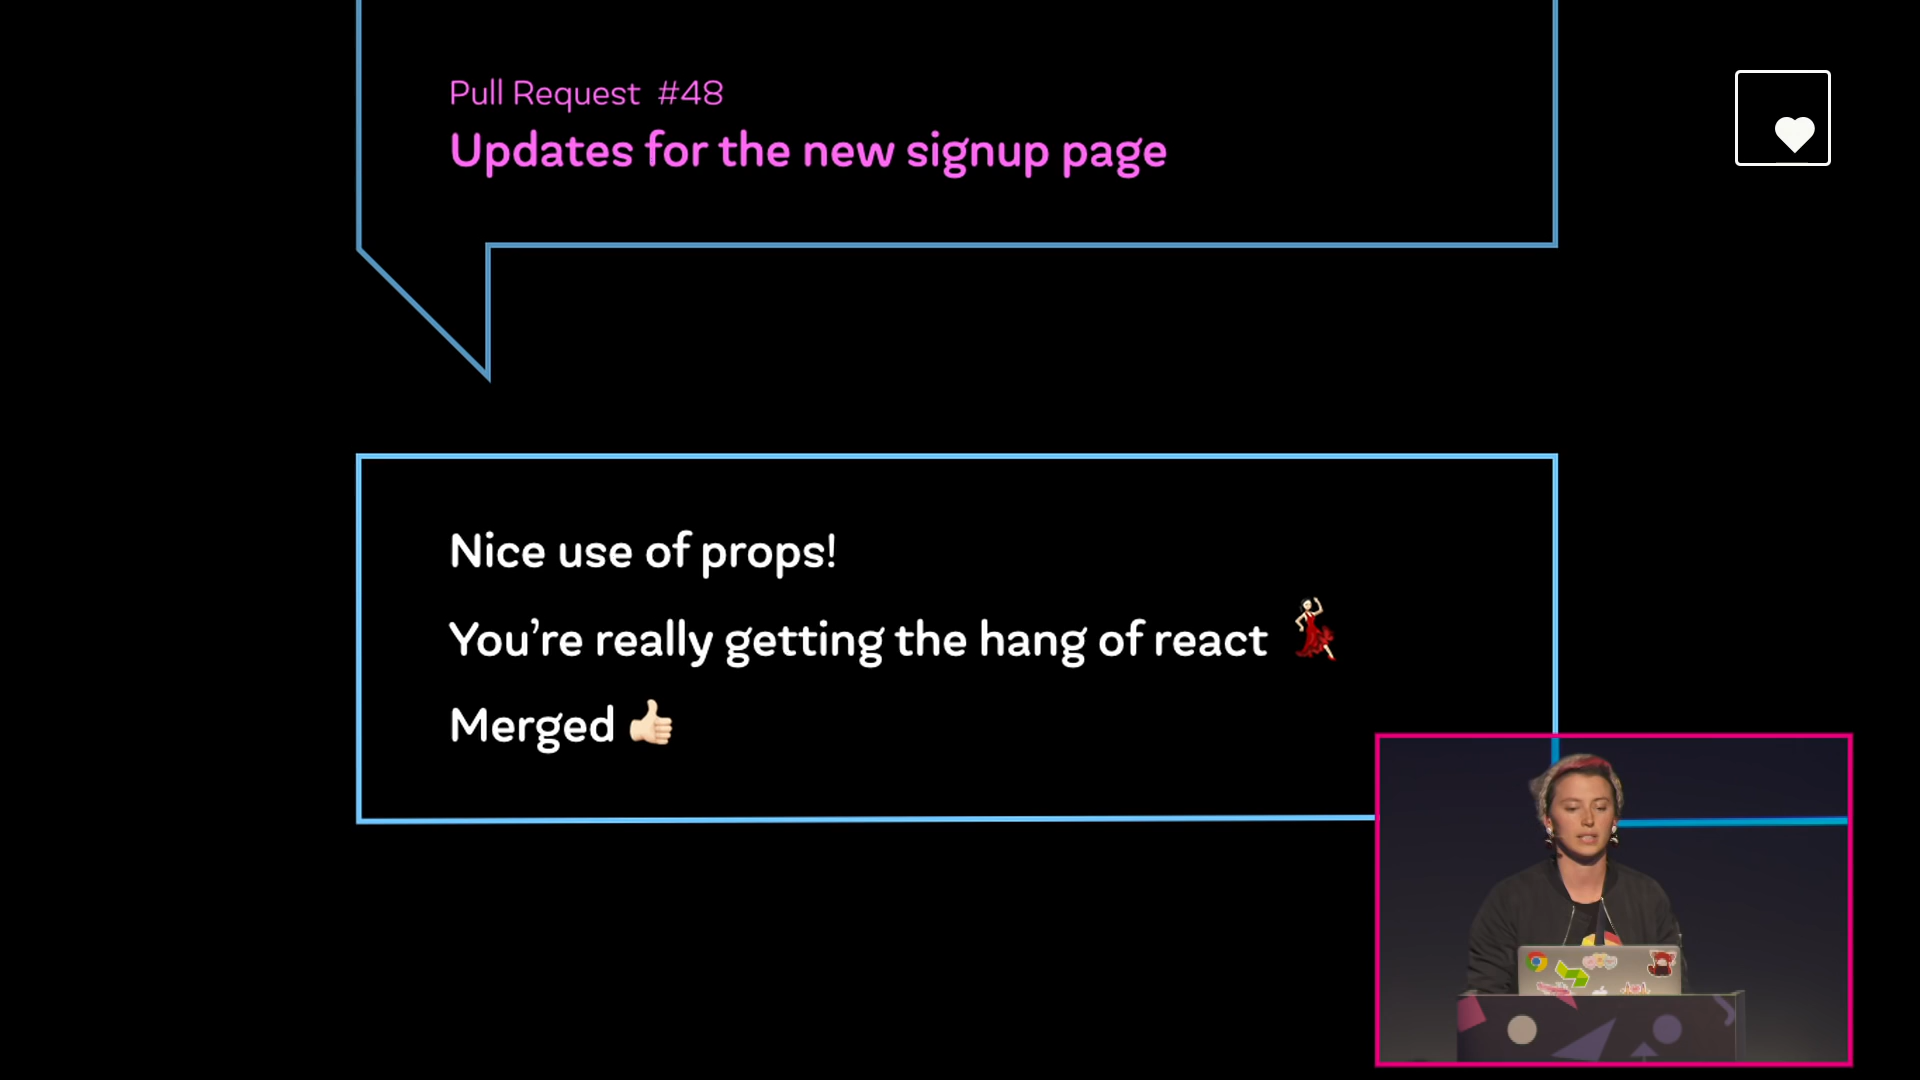 Pull Request #48
Updates for the new signup page
Nice use of props!
You’re really getting the hang of react 💃🏻
Merged 👍🏻